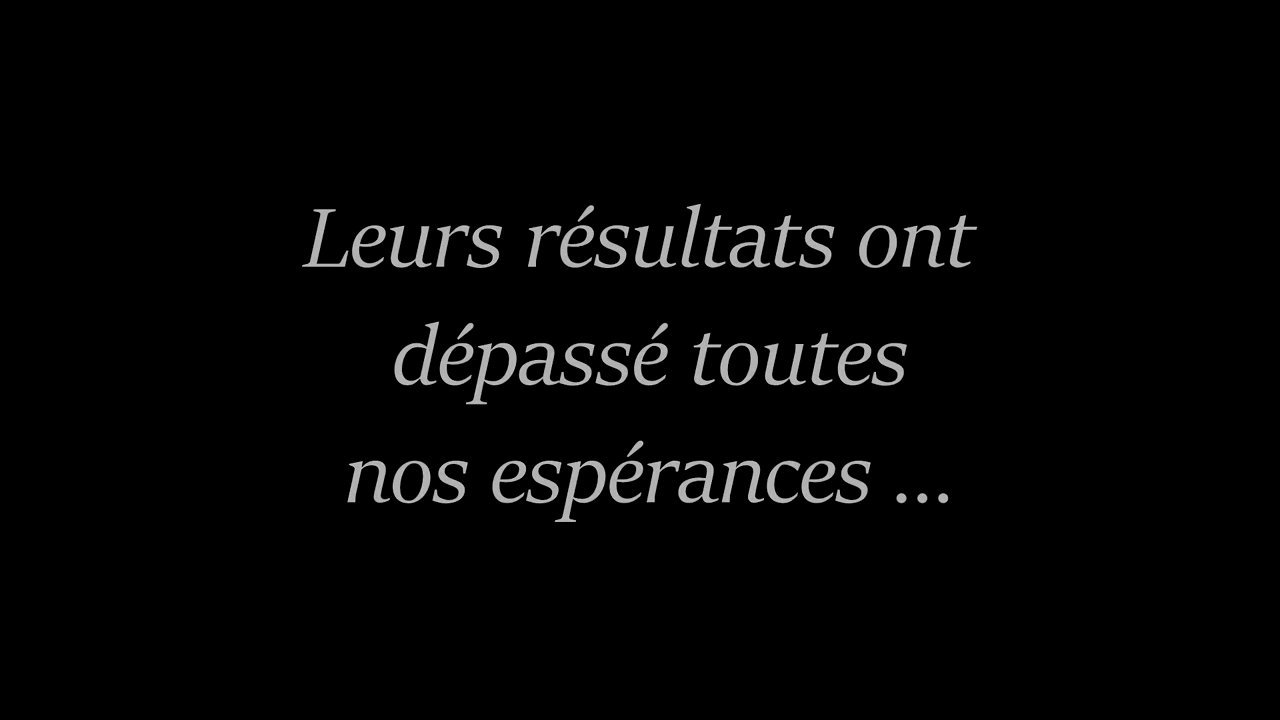 Leurs résultats ont
dépassé toutes
nos espérances ...